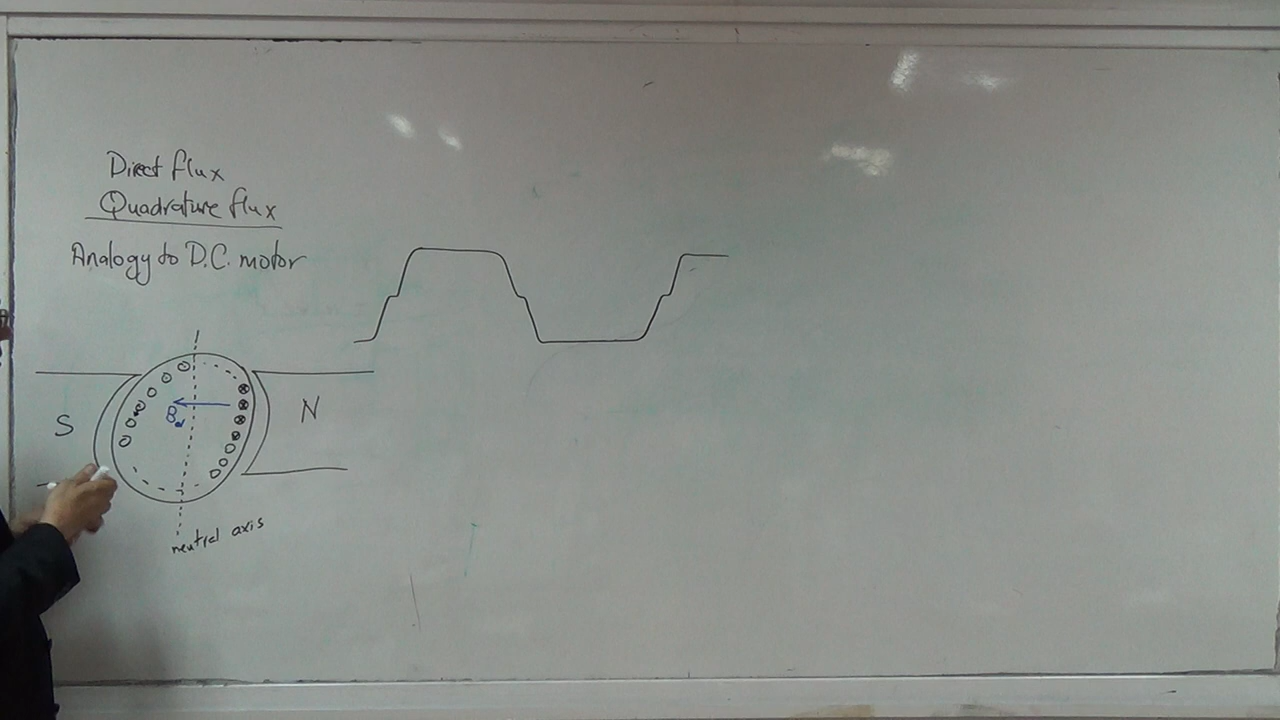 Direct flux
Quadrature flux
Analogy to D.C. motor
S
N
neutral axis